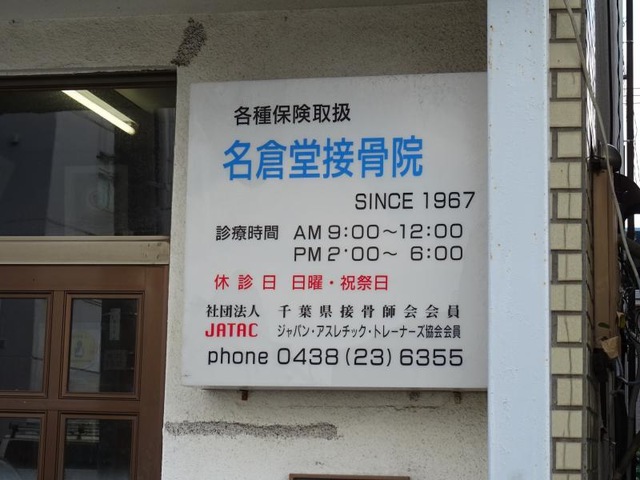 各種保険取扱
名倉堂接骨院
SINCE 1967
診療時間 AM 9:00〜12:00
PM 2:00〜 6:00
休診日 日曜・祝祭日
社団法人 千葉県接骨師会会員
JATAC ジャパン・アスレチック・トレーナーズ協会会員
phone 0438 (23) 6355